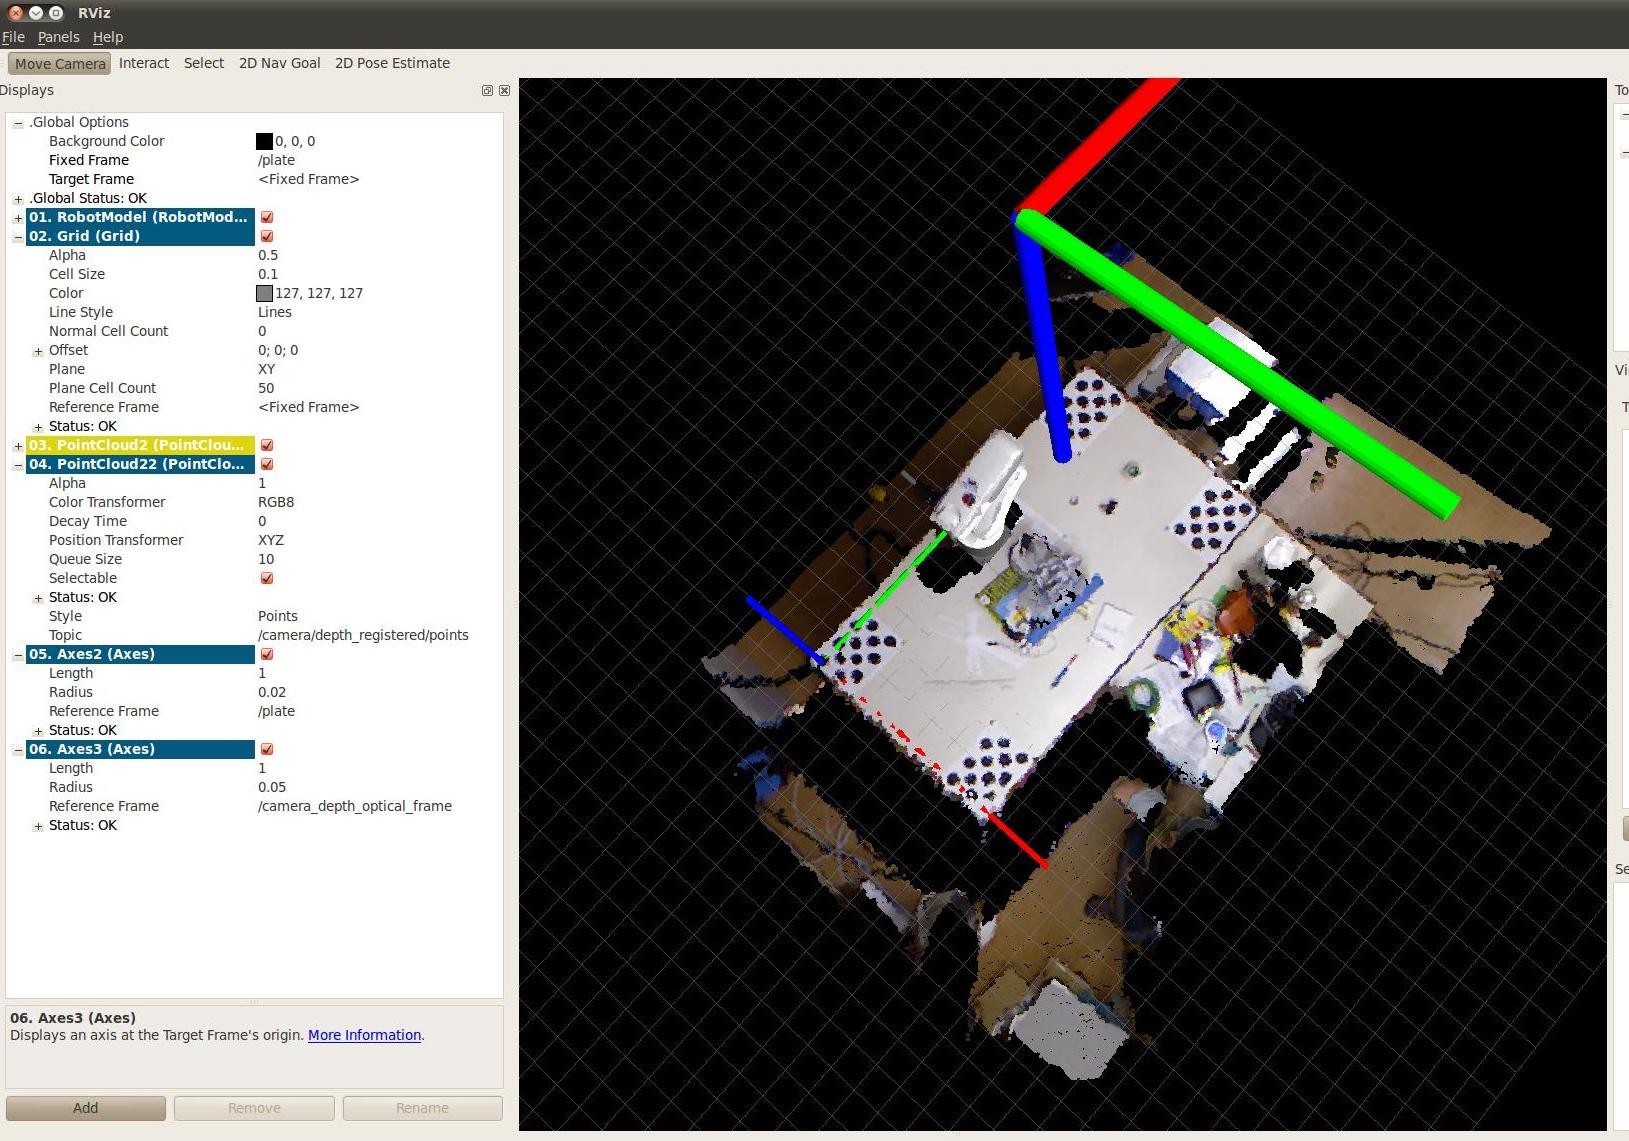 RViz
File Panels Help
Move Camera Interact Select 2D Nav Goal 2D Pose Estimate
Displays
.Global Options
Background Color 0, 0, 0
Fixed Frame /plate
Target Frame <Fixed Frame>
.Global Status: OK
01. RobotModel (RobotMod...
02. Grid (Grid)
Alpha 0.5
Cell Size 0.1
Color 127, 127, 127
Line Style Lines
Normal Cell Count 0
Offset 0; 0; 0
Plane XY
Plane Cell Count 50
Reference Frame <Fixed Frame>
Status: OK
03. PointCloud2 (PointClou...
04. PointCloud22 (PointClo...
Alpha 1
Color Transformer RGB8
Decay Time 0
Position Transformer XYZ
Queue Size 10
Selectable
Status: OK
Style Points
Topic /camera/depth_registered/points
05. Axes2 (Axes)
Length 1
Radius 0.02
Reference Frame /plate
Status: OK
06. Axes3 (Axes)
Length 1
Radius 0.05
Reference Frame /camera_depth_optical_frame
Status: OK
06. Axes3 (Axes)
Displays an axis at the Target Frame's origin. More Information.
Add Remove Rename
To
Vi
T
Se